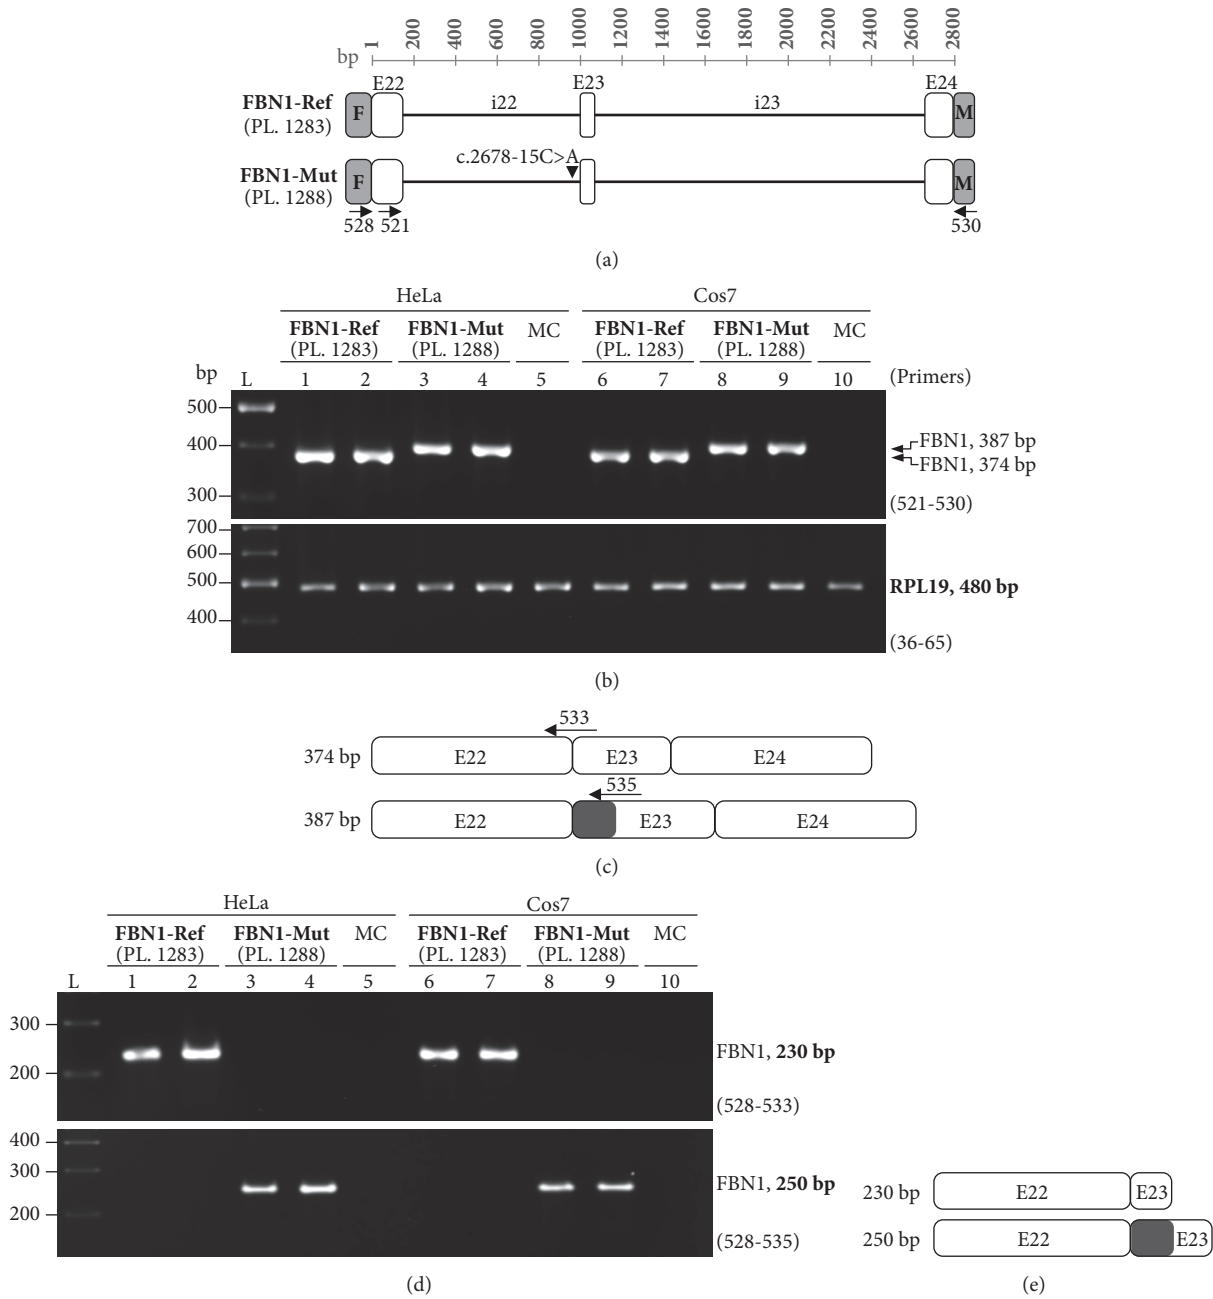 bp 1 200 400 600 800 1000 1200 1400 1600 1800 2000 2200 2400 2600 2800
E22 E23 E24
FBN1-Ref F i22 i23 M
(PL. 1283)
c.2678-15C>A
FBN1-Mut F M
(PL. 1288)
528 521 530
(a)
HeLa Cos7
FBN1-Ref FBN1-Mut MC FBN1-Ref FBN1-Mut MC
(PL. 1283) (PL. 1288) (PL. 1283) (PL. 1288)
bp L 1 2 3 4 5 6 7 8 9 10 (Primers)
500
400 FBN1, 387 bp
FBN1, 374 bp
300
(521-530)
700
600
500
RPL19, 480 bp
400
(36-65)
(b)
533
374 bp E22 E23 E24
535
387 bp E22 E23 E24
(c)
HeLa Cos7
FBN1-Ref FBN1-Mut MC FBN1-Ref FBN1-Mut MC
(PL. 1283) (PL. 1288) (PL. 1283) (PL. 1288)
L 1 2 3 4 5 6 7 8 9 10
300
FBN1, 230 bp
200
(528-533)
400
300
FBN1, 250 bp
200
(528-535)
230 bp E22 E23
250 bp E22 E23
(d) (e)